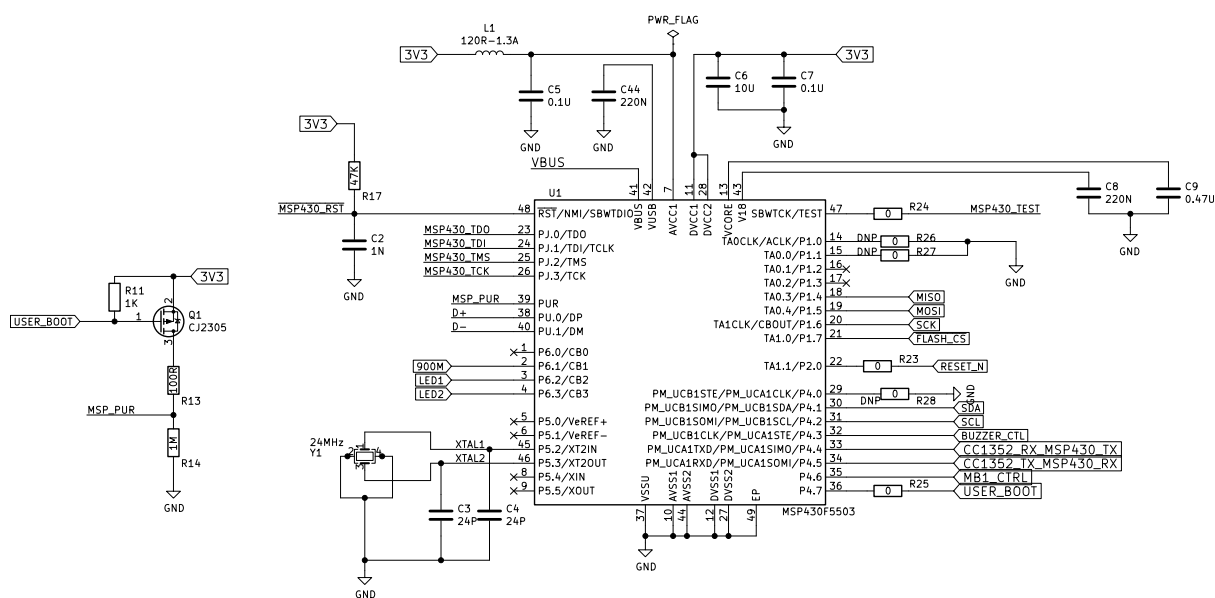 PWR_FLAG
L1
120R-1.3A
3V3
3V3
C5
0.1U
C44
220N
C6
10U
C7
0.1U
GND
GND
GND
3V3
47K
R17
VBUS
41
42
7
11
28
13
43
C8
220N
C9
0.47U
GND
U1
VBUS
VUSB
AVCC1
DVCC1
DVCC2
VCORE
V18
MSP430_RST
48
RST/NMI/SBWTDIO
SBWTCK/TEST
47
0
R24
MSP430_TEST
C2
1N
GND
MSP430_TDO
23
PJ.0/TDO
MSP430_TDI
24
PJ.1/TDI/TCLK
MSP430_TMS
25
PJ.2/TMS
MSP430_TCK
26
PJ.3/TCK
TA0CLK/ACLK/P1.0
14
DNP
0
R26
TA0.0/P1.1
15
DNP
0
R27
GND
TA0.1/P1.2
16
TA0.2/P1.3
17
TA0.3/P1.4
18
MISO
TA0.4/P1.5
19
MOSI
TA1CLK/CBOUT/P1.6
20
SCK
TA1.0/P1.7
21
FLASH_CS
MSP_PUR
39
PUR
D+
38
PU.0/DP
D-
40
PU.1/DM
1
P6.0/CB0
900M
2
P6.1/CB1
LED1
3
P6.2/CB2
LED2
4
P6.3/CB3
TA1.1/P2.0
22
0
R23
RESET_N
PM_UCB1STE/PM_UCA1CLK/P4.0
29
DNP
0
R28
GND
PM_UCB1SIMO/PM_UCB1SDA/P4.1
30
SDA
PM_UCB1SOMI/PM_UCB1SCL/P4.2
31
SCL
PM_UCB1CLK/PM_UCA1STE/P4.3
32
BUZZER_CTL
PM_UCA1TXD/PM_UCA1SIMO/P4.4
33
CC1352_RX_MSP430_TX
PM_UCA1RXD/PM_UCA1SOMI/P4.5
34
CC1352_TX_MSP430_RX
P4.6
35
MB1_CTRL
P4.7
36
0
R25
USER_BOOT
5
P5.0/VeREF+
6
P5.1/VeREF-
XTAL1
45
P5.2/XT2IN
XTAL2
46
P5.3/XT2OUT
8
P5.4/XIN
9
P5.5/XOUT
24MHz
Y1
1
2
3
4
C3
24P
C4
24P
GND
VSSU
AVSS1
AVSS2
DVSS1
DVSS2
EP
37
10
44
12
27
49
MSP430F5503
GND
3V3
R11
1K
2
Q1
CJ2305
USER_BOOT
1
3
100R
R13
MSP_PUR
1M
R14
GND